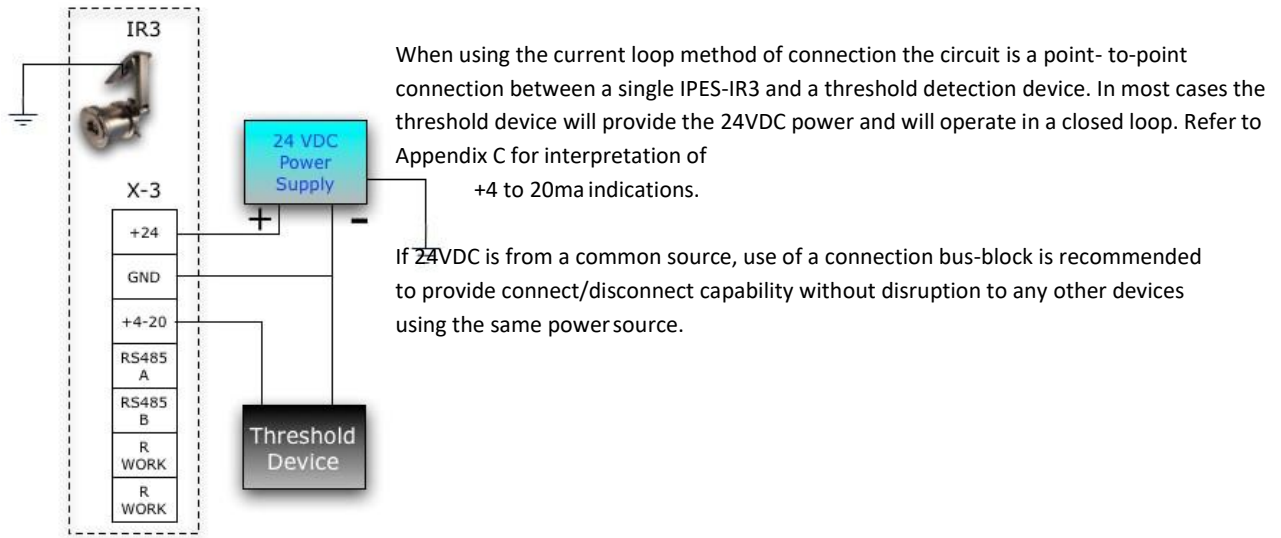 IR3
X-3
+24
GND
+4-20
RS485
A
RS485
B
R
WORK
R
WORK
24 VDC
Power
Supply
+ -
Threshold
Device
When using the current loop method of connection the circuit is a point- to-point
connection between a single IPES-IR3 and a threshold detection device. In most cases the
threshold device will provide the 24VDC power and will operate in a closed loop. Refer to
Appendix C for interpretation of
+4 to 20ma indications.
If 24VDC is from a common source, use of a connection bus-block is recommended
to provide connect/disconnect capability without disruption to any other devices
using the same power source.